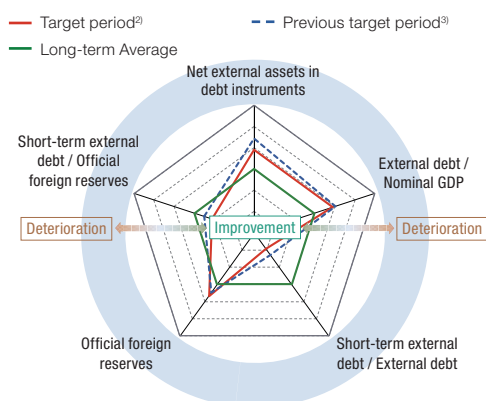 Target period2)
Previous target period3)
Long-term Average
Net external assets in
debt instruments
Short-term external
debt / Official
foreign reserves
External debt /
Nominal GDP
Deterioration
Improvement
Deterioration
Official foreign
reserves
Short-term external
debt / External debt